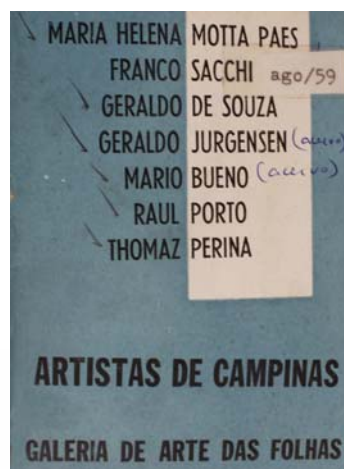 MARIA HELENA MOTTA PAES
FRANCO SACCHI ago/59
GERALDO DE SOUZA
GERALDO JURGENSEN (acervo)
MARIO BUENO (acervo)
RAUL PORTO
THOMAZ PERINA
ARTISTAS DE CAMPINAS
GALERIA DE ARTE DAS FOLHAS